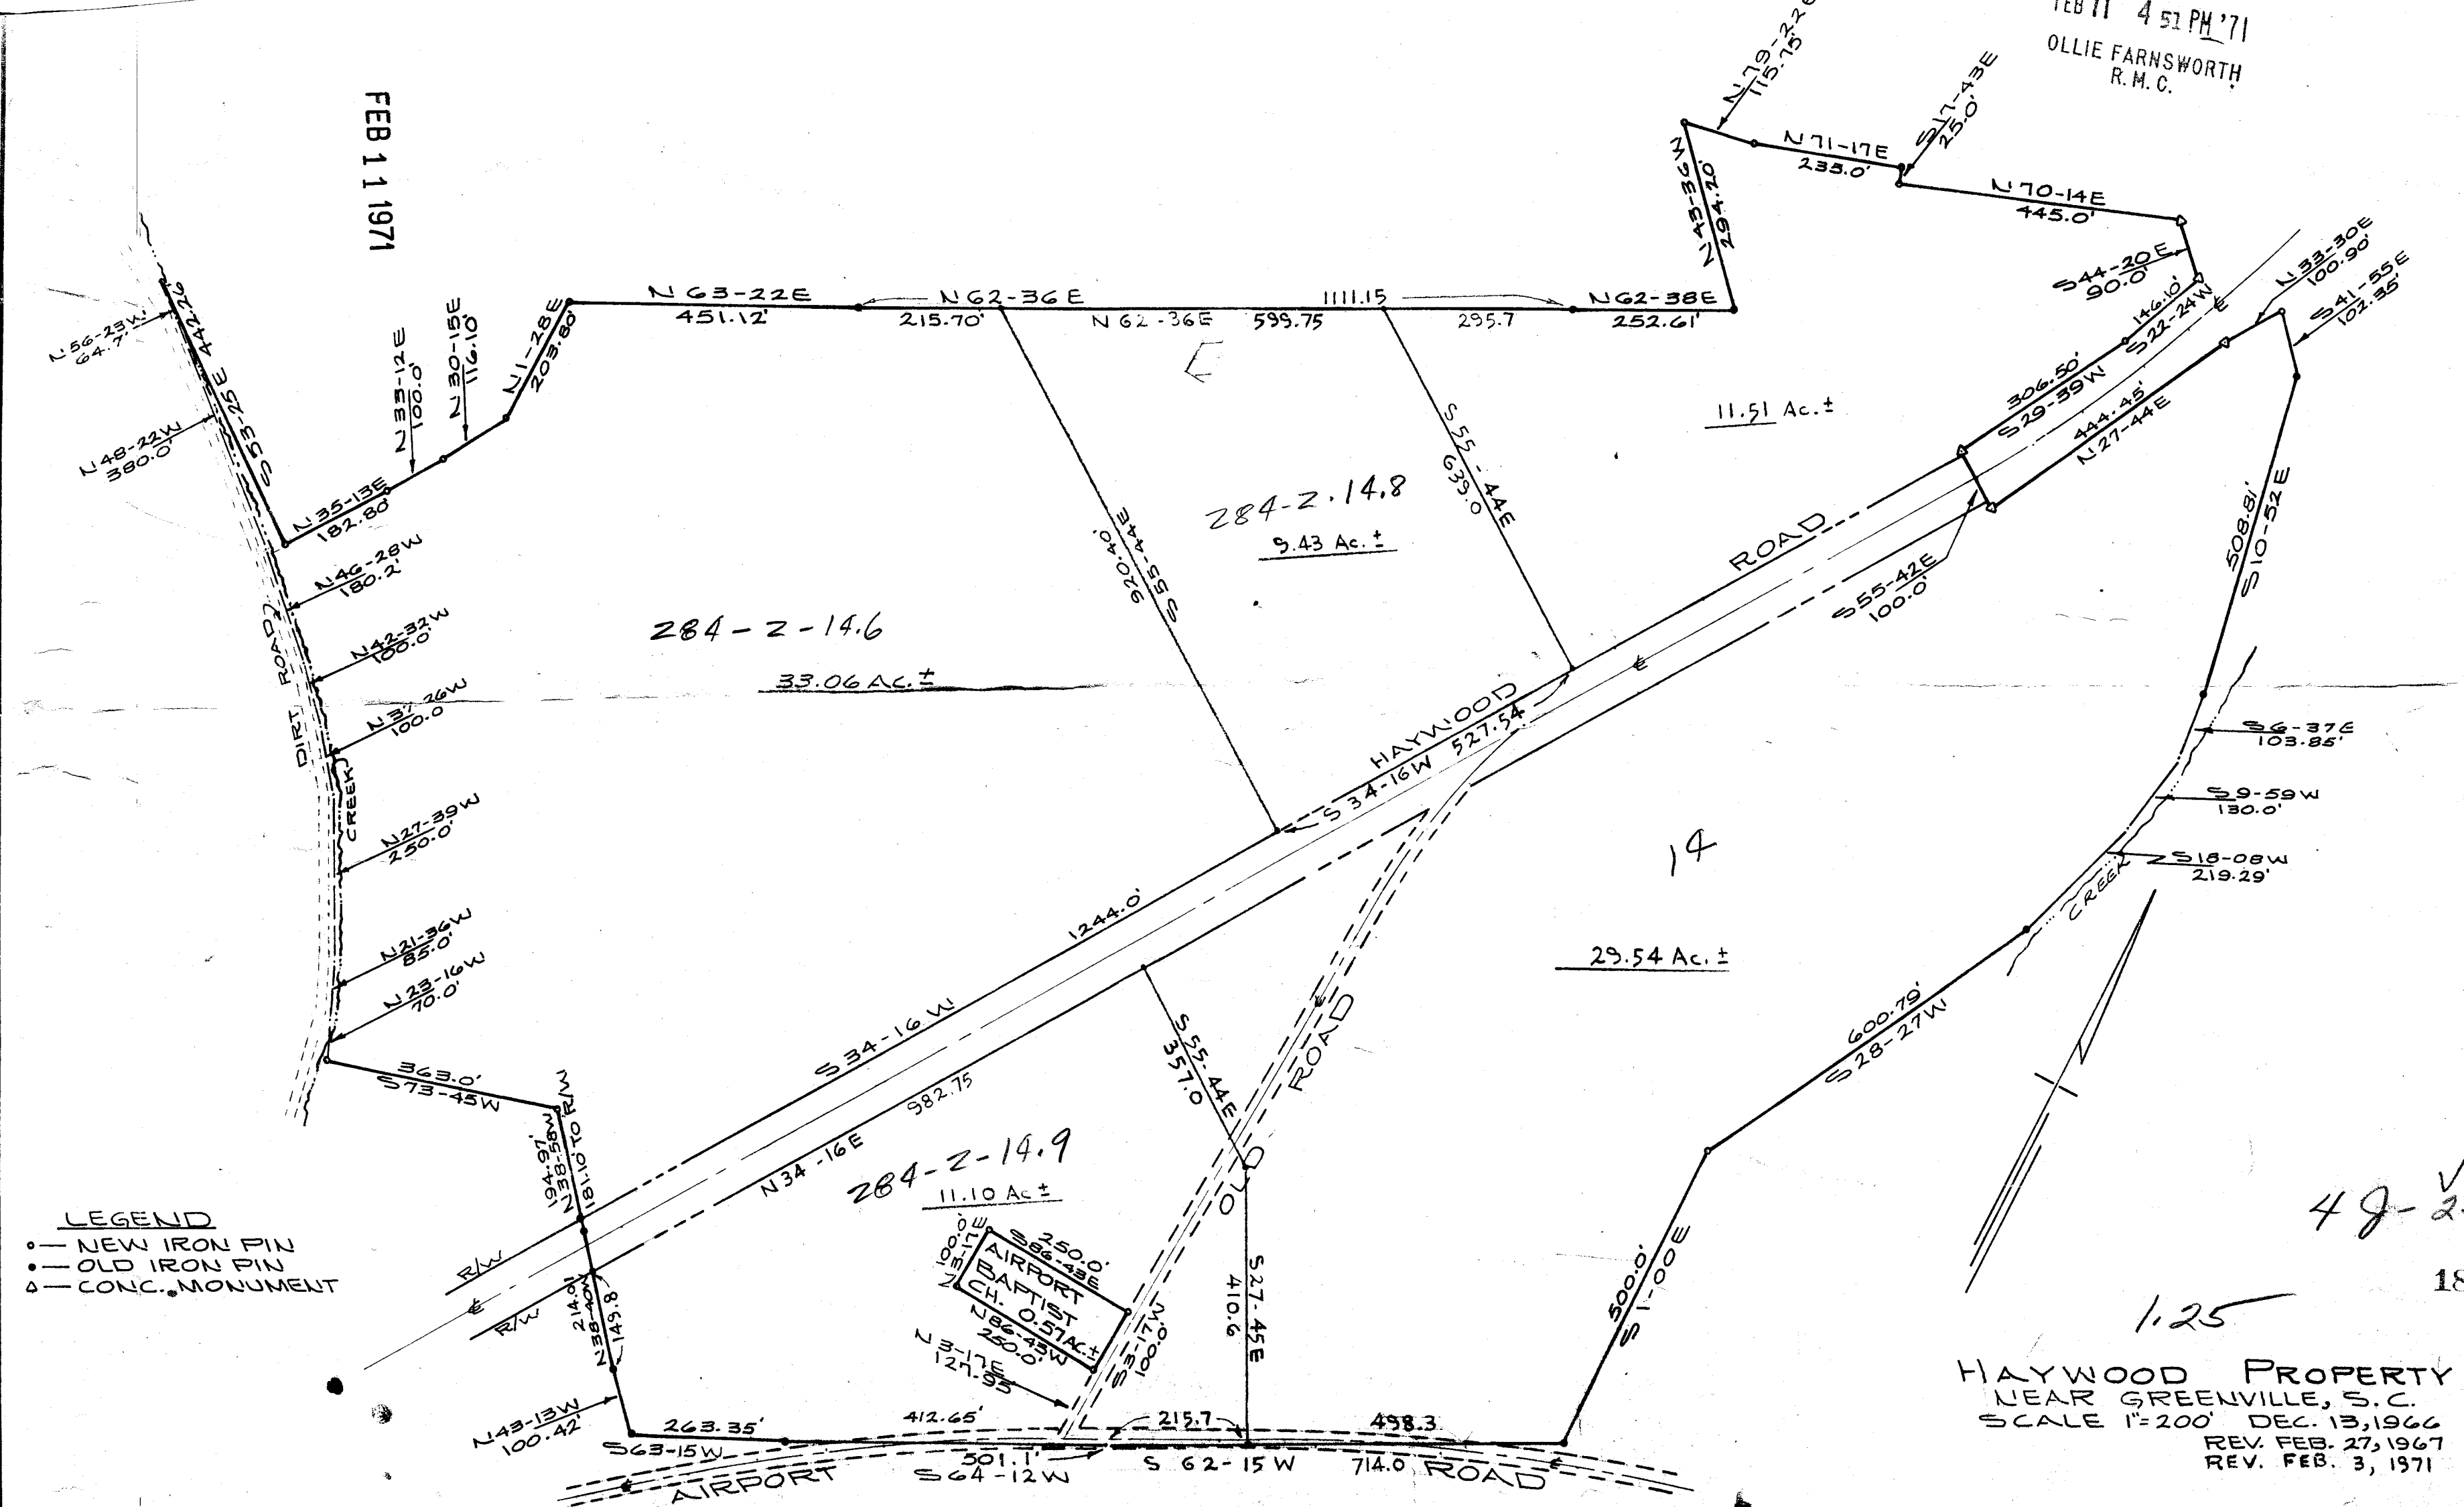 FEB 11 4 51 PM '71
OLLIE FARNSWORTH
R. M. C.
FEB 11 1971
N 79-22E
115.75
S 17-43E
25.0'
N 71-17E
235.0'
N 70-14E
445.0'
N 43-36W
294.20'
S 44-20E
90.0'
146.10'
S 22-24W
N 33-30E
100.90'
S 41-55E
102.35'
306.50'
S 29-39W
444.45'
N 27-44E
S 55-42E
100.0'
508.81'
S 10-52E
N 56-23W
64.7'
S 53-25E 442.26'
N 48-22W
380.0'
N 35-13E
182.80'
N 33-12E
100.0'
N 30-15E
116.10'
N 1-28E
203.80'
N 63-22E
451.12'
N 62-36E 1111.15
215.70' N 62-36E 599.75 295.7
N 62-38E
252.61'
E
11.51 Ac. ±
S 55-44E
639.0
284-2.14.8
9.43 Ac. ±
S 55-44E
920.40'
284-2-14.6
33.06 Ac. ±
N 46-28W
180.2'
N 42-32W
100.0'
100.0
DIRT ROAD
CREEK
N 27-39W
250.0'
N 21-36W
85.0'
N 23-16W
70.0'
363.0'
S 73-45W
194.97'
N 38-58W
181.10' TO R/W
HAYWOOD ROAD
527.54
S 34-16W
1244.0'
S 34-16W
982.75
N 34-16E
R/W
R/W
S 6-37E
103.85'
S 9-59W
130.0'
S 18-08W
219.29'
CREEK
14
29.54 Ac. ±
600.79'
S 28-27W
500.0'
S 1-00E
S 55-44E
357.0
OLD ROAD
284-2-14.9
11.10 Ac ±
100.0'
N 3-17E
250.0'
S 86-43E
AIRPORT
BAPTIST
CH. 0.57 AC. ±
N 86-43W
250.0'
S 3-17W
100.0'
N 3-17E
127.95
S 27-45E
410.6
214.0'
N 38-40W
149.8
N 43-13W
100.42'
263.35'
S 63-15W
412.65'
501.1'
S 64-12W
215.7
498.3
S 62-15W 714.0
AIRPORT ROAD
LEGEND
NEW IRON PIN
OLD IRON PIN
CONC. MONUMENT
18
1.25
HAYWOOD PROPERTY
NEAR GREENVILLE, S.C.
SCALE 1"=200' DEC. 13, 1966
REV. FEB. 27, 1967
REV. FEB. 3, 1971